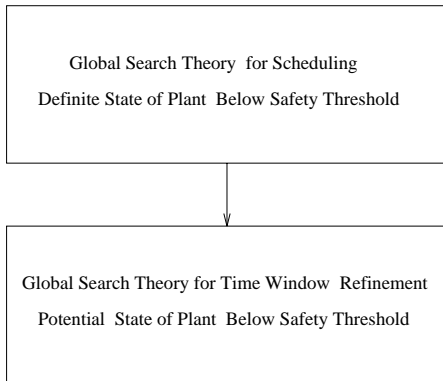 Global Search Theory for Scheduling
Definite State of Plant Below Safety Threshold
Global Search Theory for Time Window Refinement
Potential State of Plant Below Safety Threshold